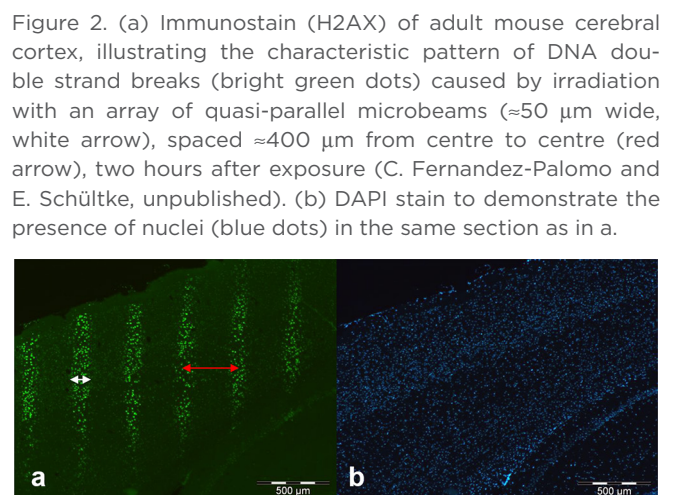 Figure 2. (a) Immunostain (H2AX) of adult mouse cerebral
cortex, illustrating the characteristic pattern of DNA dou-
ble strand breaks (bright green dots) caused by irradiation
with an array of quasi-parallel microbeams (≈50 μm wide,
white arrow), spaced ≈400 μm from centre to centre (red
arrow), two hours after exposure (C. Fernandez-Palomo and
E. Schültke, unpublished). (b) DAPI stain to demonstrate the
presence of nuclei (blue dots) in the same section as in a.
a
500 μm
b
500 μm